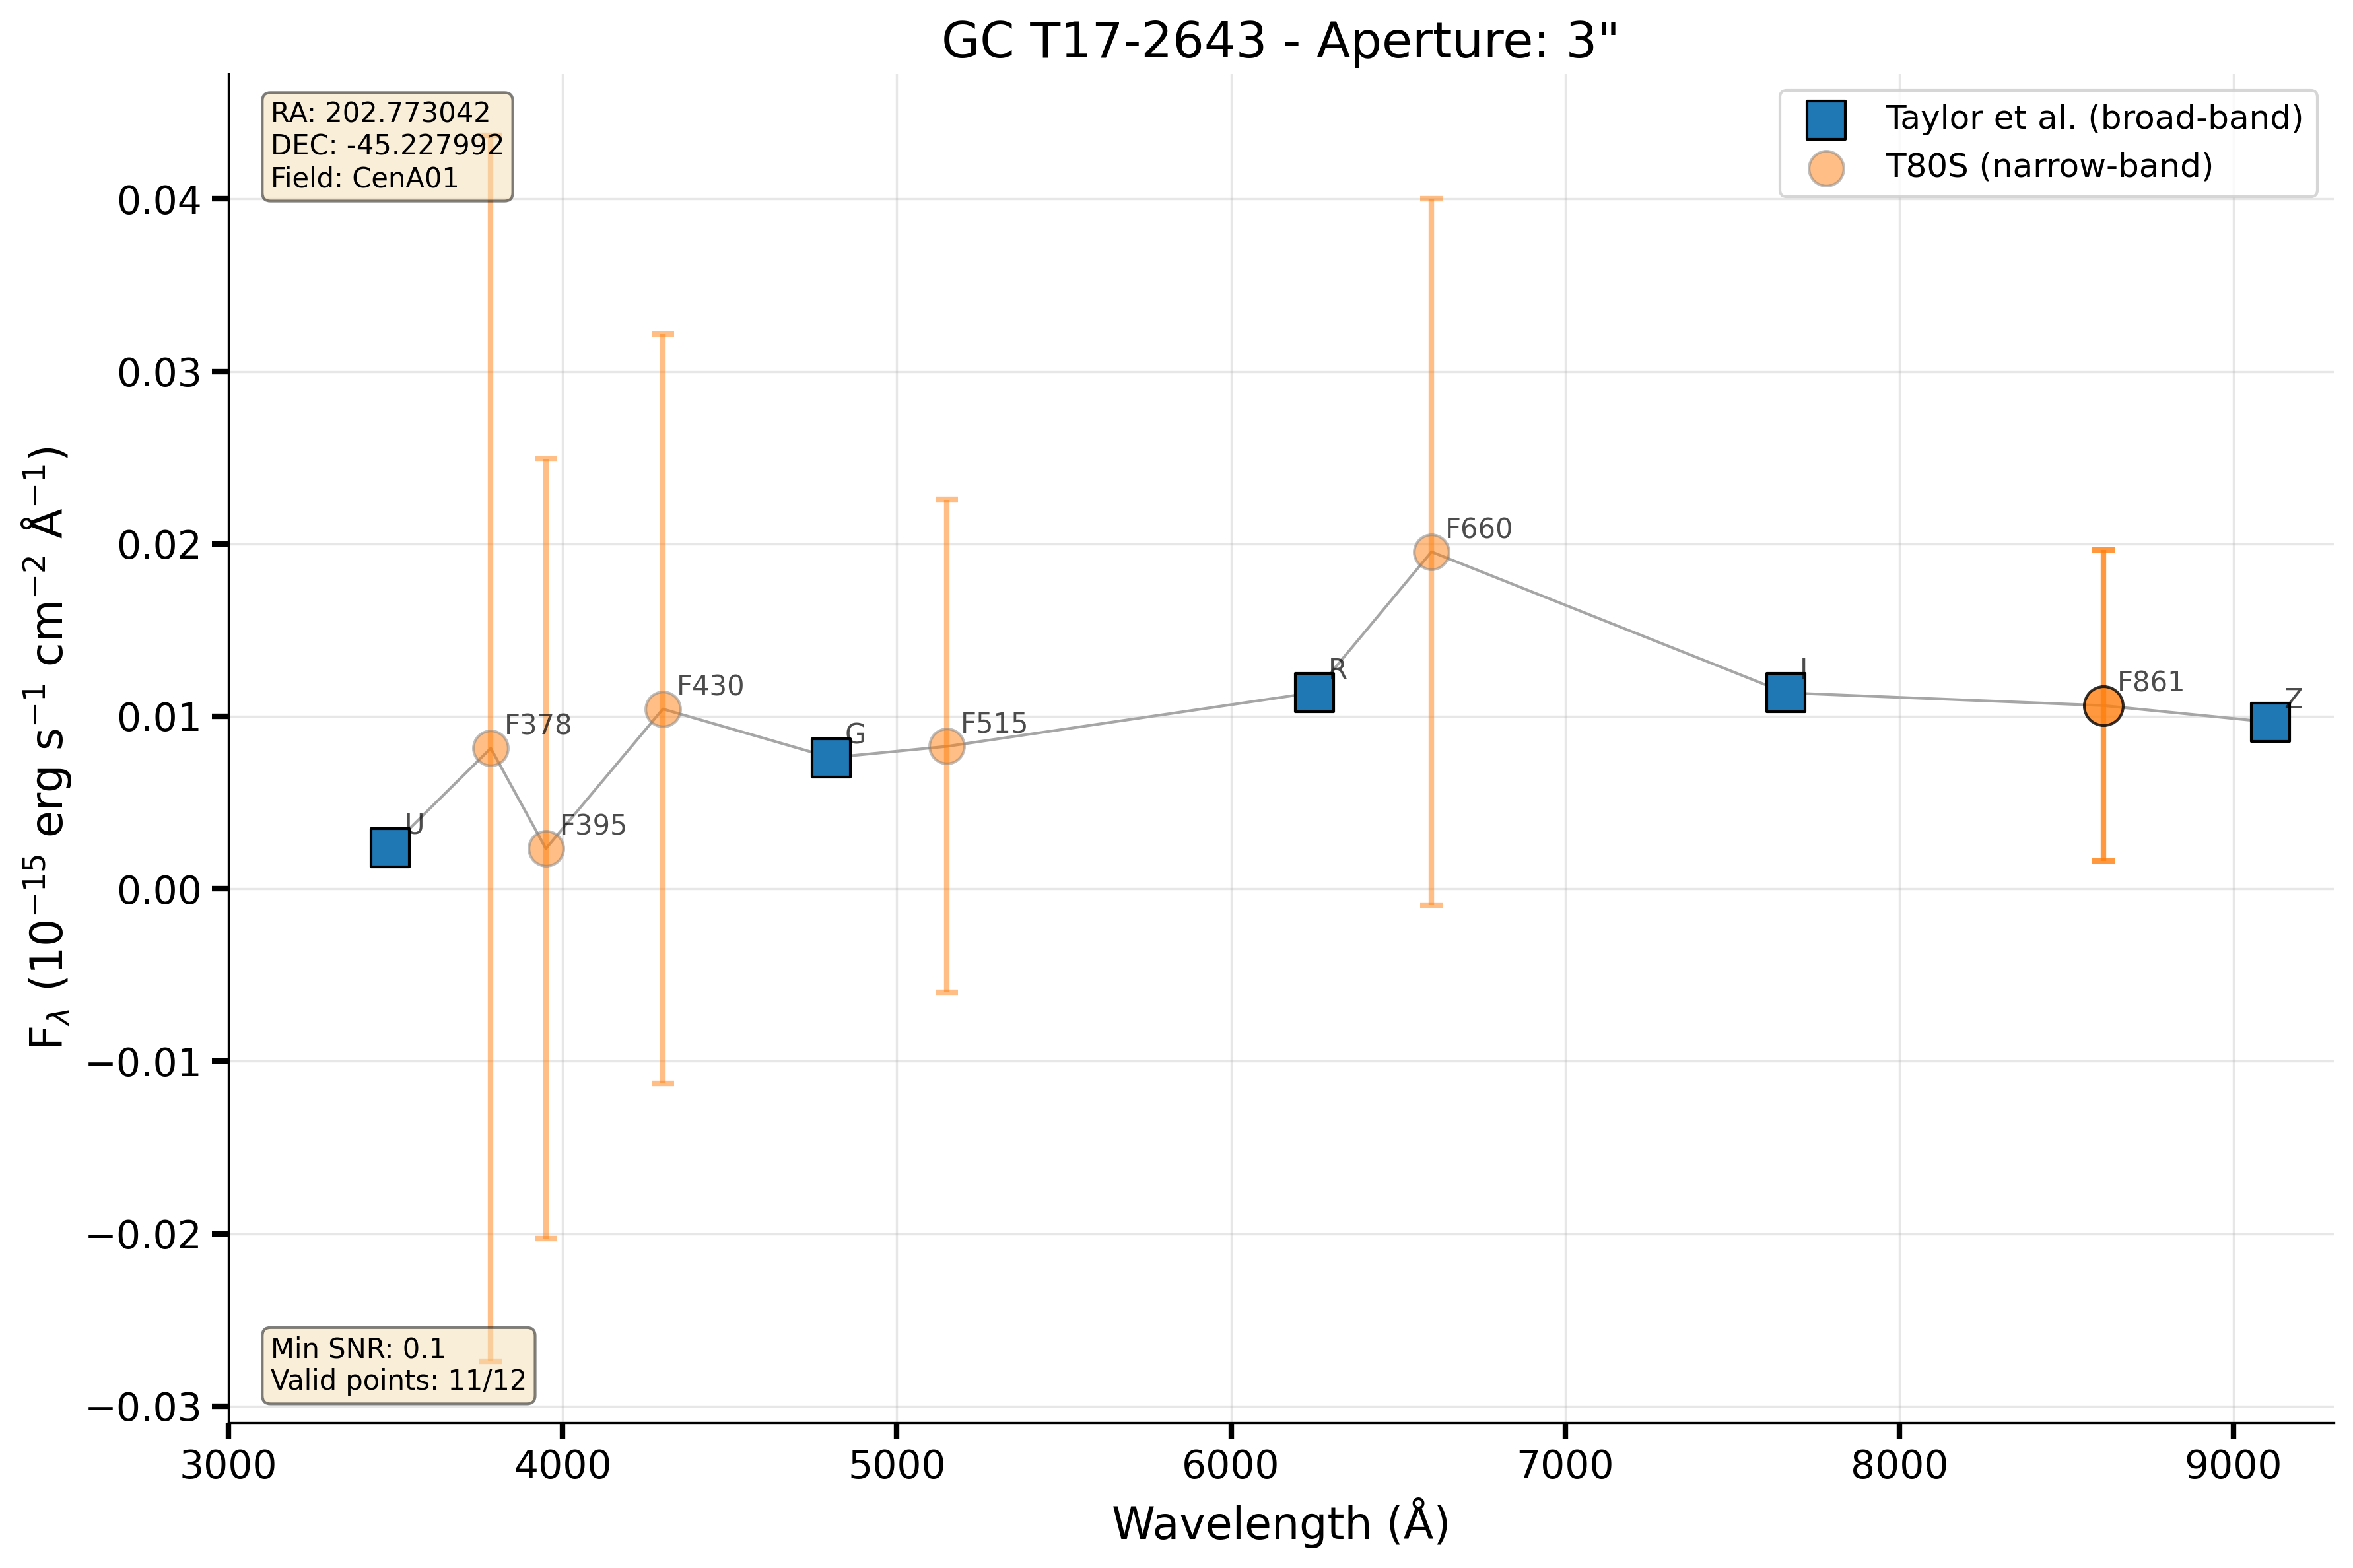 GC T17-2643 - Aperture: 3"
RA: 202.773042
DEC: -45.227992
Field: CenA01
Taylor et al. (broad-band)
T80S (narrow-band)
0.04
0.03
0.02
0.01
0.00
−0.01
−0.02
−0.03
F660
R
I
F861
Z
F430
F378
G
F515
U
F395
Min SNR: 0.1
Valid points: 11/12
3000
4000
5000
6000
7000
8000
9000
Wavelength (Å)
F_λ (10⁻¹⁵ erg s⁻¹ cm⁻² Å⁻¹)